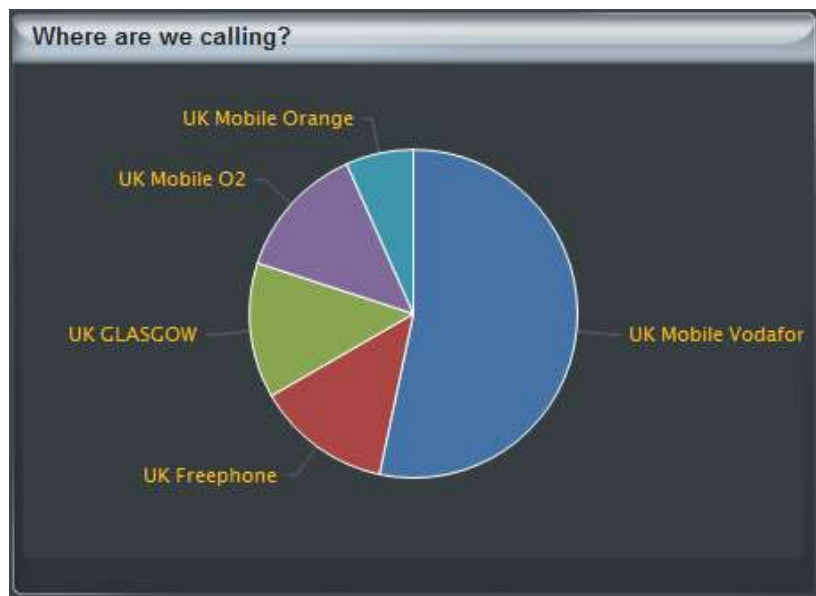 Where are we calling?
UK Mobile Orange
UK Mobile O2
UK GLASGOW
UK Mobile Vodafor
UK Freephone